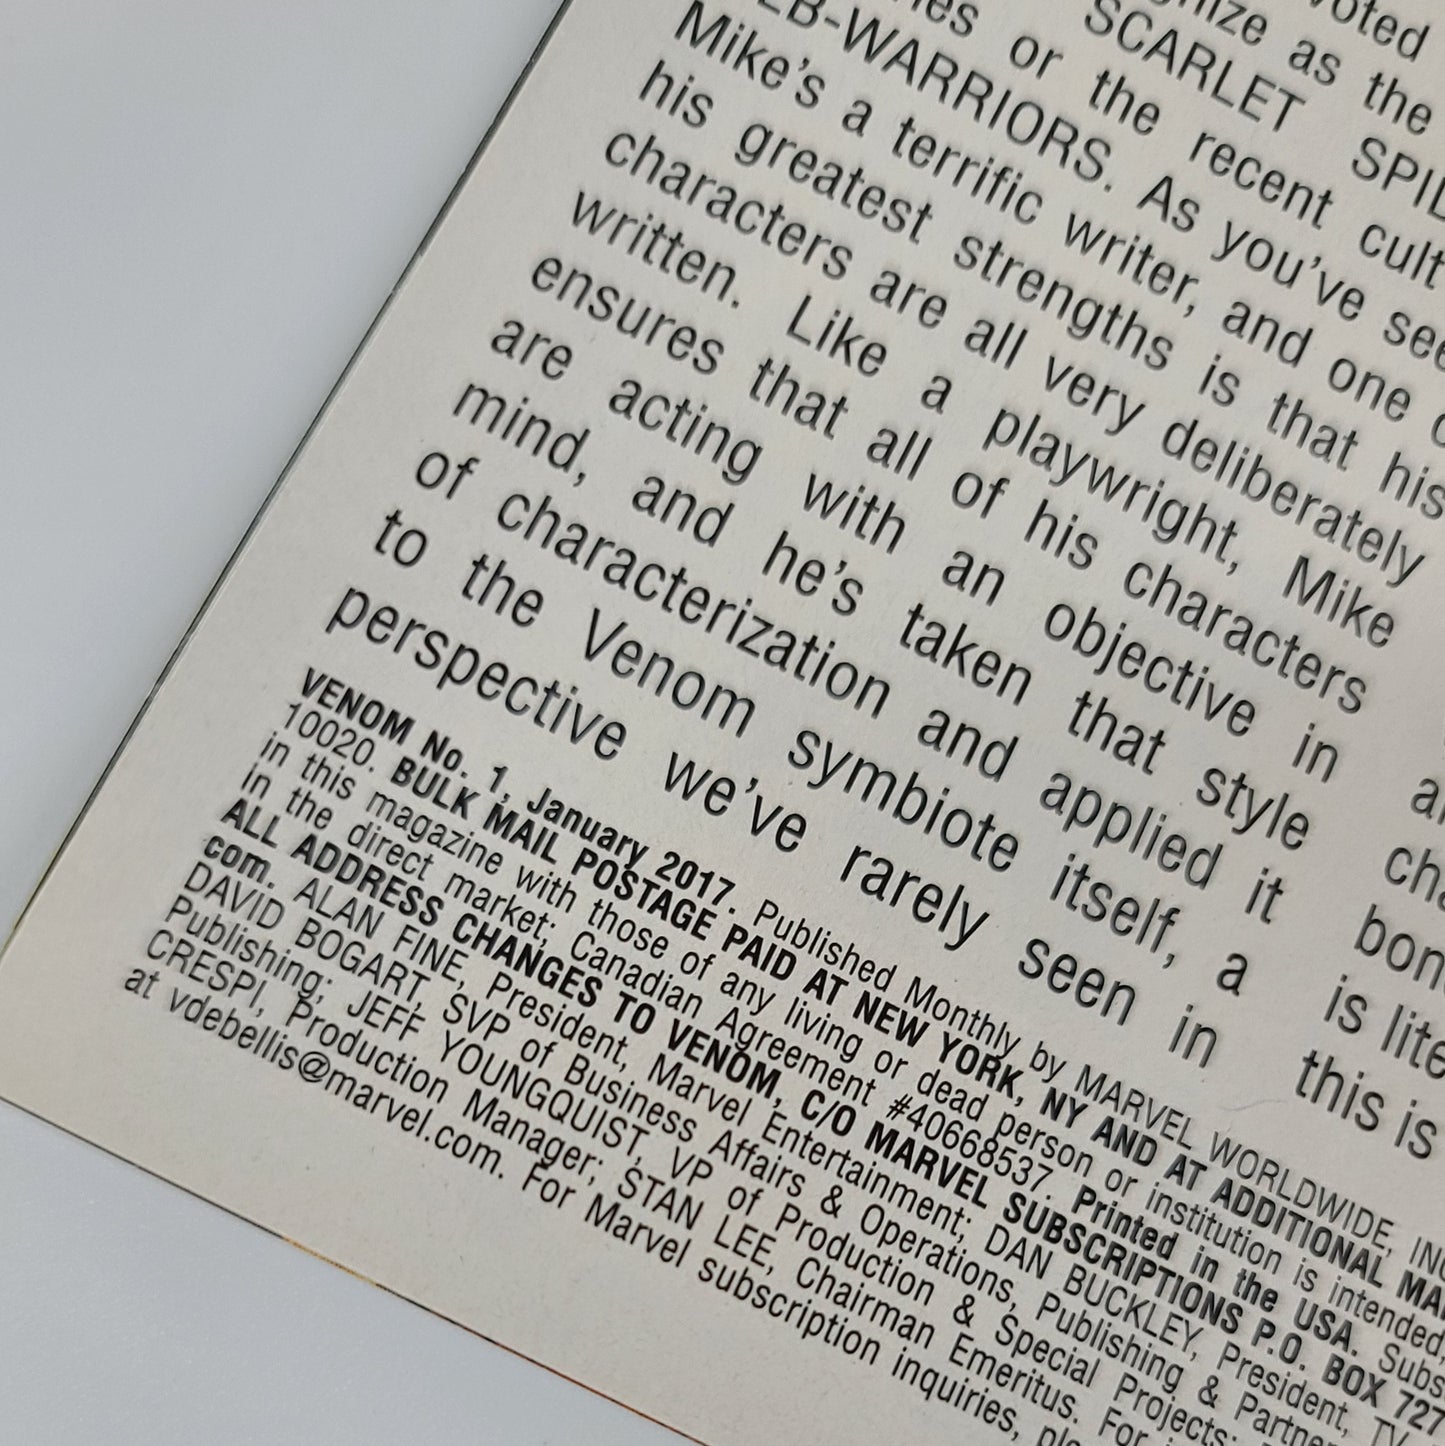 voted
nize as the
SCARLET SPI
nes or the recent cult
EB-WARRIORS. As you've see
Mike's a terrific writer, and one
his greatest strengths is that his
characters are all very deliberately
written. Like a playwright, Mike
ensures that all of his characters
are acting with an objective in
mind, and he's taken that style
of characterization and applied it
to the Venom symbiote itself, a
perspective we've rarely seen in
a
cha
bon
is lite
this is
VENOM No. 1, January 2017. Published Monthly by MARVEL WORLDWIDE, INC
10020. BULK MAIL POSTAGE PAID AT NEW YORK, NY AND AT ADDITIONAL MA
in this magazine with those of any living or dead person or institution is intended,
in the direct market; Canadian Agreement #40668537. Printed in the USA. Subs
ALL ADDRESS CHANGES TO VENOM, C/O MARVEL SUBSCRIPTIONS P.O. BOX 727
com. ALAN FINE, President, Marvel Entertainment; DAN BUCKLEY, President, TV
DAVID BOGART, SVP of Business Affairs & Operations, Publishing & Partner
Publishing; JEFF YOUNGQUIST, VP of Production & Special Projects;
CRESPI, Production Manager; STAN LEE, Chairman Emeritus. For
at vdebellis@marvel.com. For Marvel subscription inquiries, ple